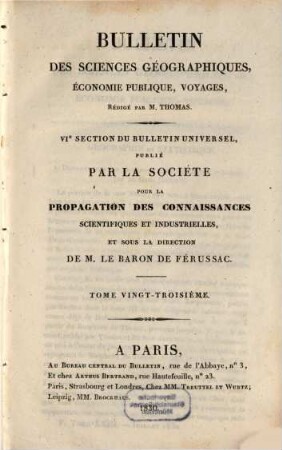 BULLETIN
DES SCIENCES GÉOGRAPHIQUES,
ÉCONOMIE PUBLIQUE, VOYAGES,
RÉDIGÉ PAR M. THOMAS.
VIe SECTION DU BULLETIN UNIVERSEL,
PUBLIÉ
PAR LA SOCIÉTÉ
POUR LA
PROPAGATION DES CONNAISSANCES
SCIENTIFIQUES ET INDUSTRIELLES,
ET SOUS LA DIRECTION
DE M. LE BARON DE FÉRUSSAC.
TOME VINGT-TROISIÉME.
A PARIS,
AU BUREAU CENTRAL DU BULLETIN, rue de l'Abbaye, n° 3,
Et chez ARTHUS BERTRAND, rue Hautefeuille, n° 23.
Paris, Strasbourg et Londres, Chez MM. TREUTTEL ET WURTZ;
Leipzig, MM. BROCKHAUS.
1830.